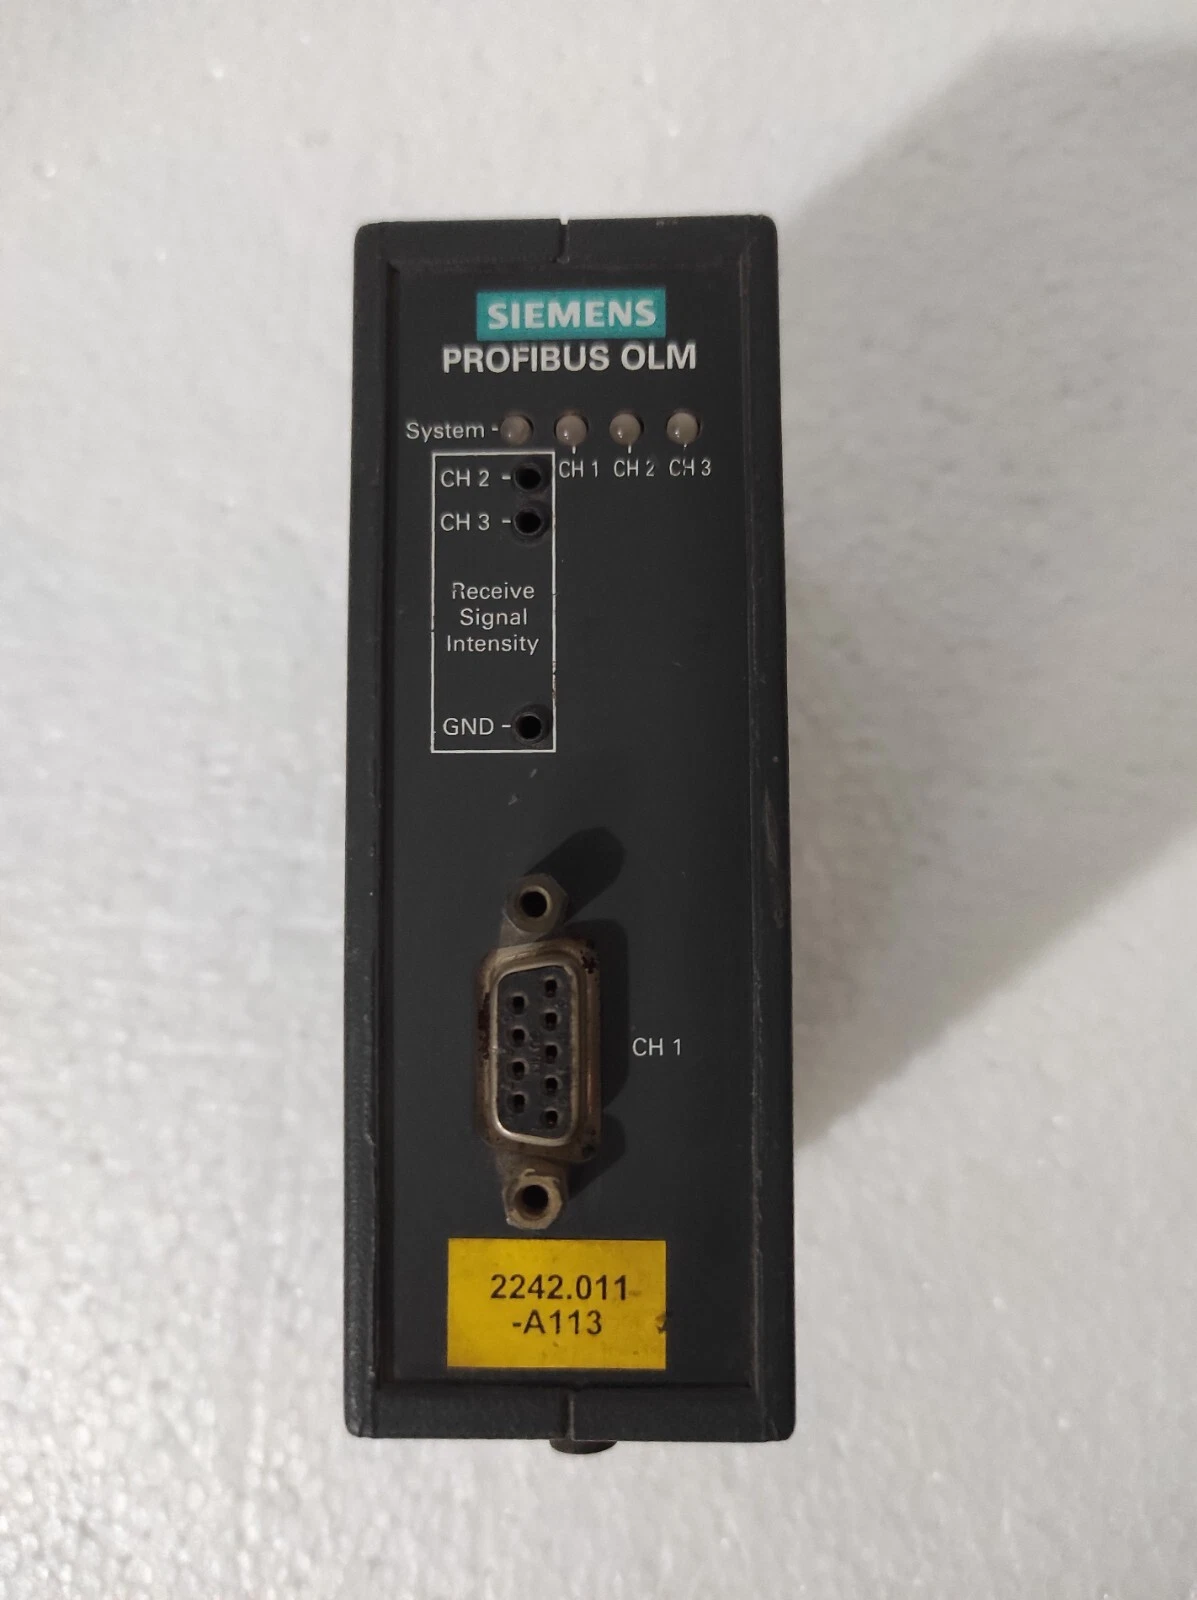 SIEMENS
PROFIBUS OLM
System
CH 1 CH 2 CH 3
CH 2
CH 3
Receive
Signal
Intensity
GND
CH 1
2242.011-
-A113